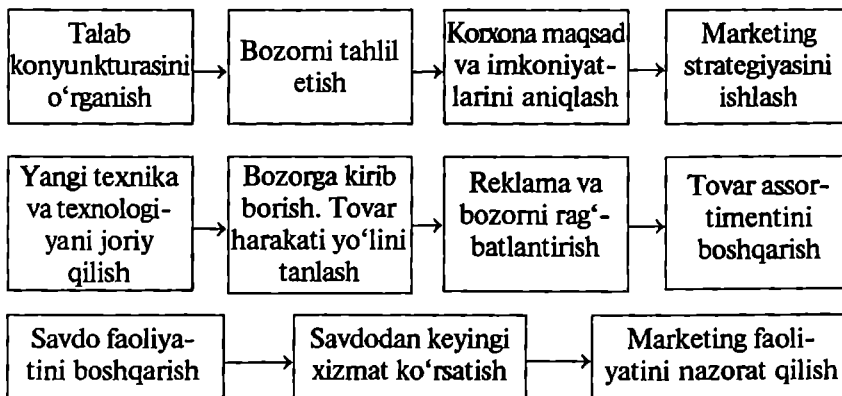 Talab
konyunkturasini
o‘rganish
Bozorni tahlil
etish
Korxona maqsad
va imkoniyat-
larini aniqlash
Marketing
strategiyasini
ishlash
Yangi texnika
va texnologi-
yani joriy
qilish
Bozorga kirib
borish. Tovar
harakati yo‘lini
tanlash
Reklama va
bozorni rag‘-
batlantirish
Tovar assor-
timentini
boshqarish
Savdo faoliya-
tini boshqarish
Savdodan keyingi
xizmat ko‘rsatish
Marketing faoli-
yatini nazorat qilish